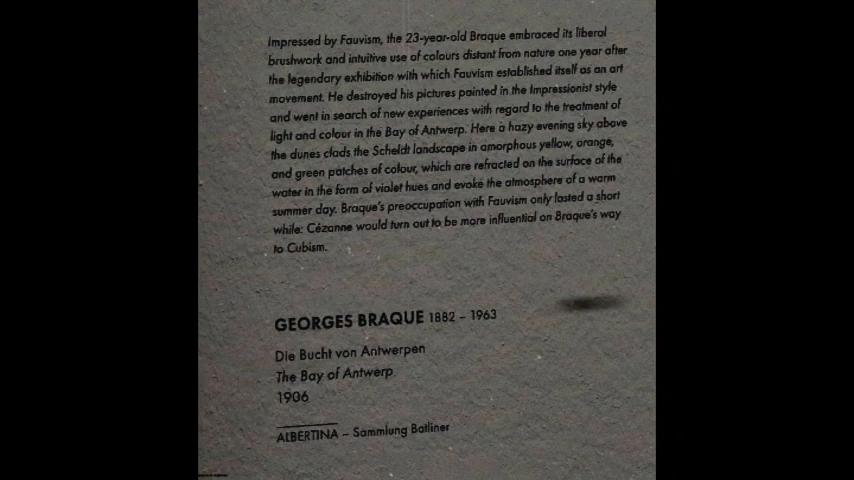 Impressed by Fauvism, the 23-year-old Braque embraced its liberal
brushwork and intuitive use of colours distant from nature one year after
the legendary exhibition with which Fauvism established itself as an art
movement. He destroyed his pictures painted in the Impressionist style
and went in search of new experiences with regard to the treatment of
light and colour in the Bay of Antwerp. Here a hazy evening sky above
the dunes clads the Scheldt landscape in amorphous yellow, orange,
and green patches of colour, which are refracted on the surface of the
water in the form of violet hues and evoke the atmosphere of a warm
summer day. Braque's preoccupation with Fauvism only lasted a short
while: Cézanne would turn out to be more influential on Braque's way
to Cubism.
GEORGES BRAQUE 1882 – 1963
Die Bucht von Antwerpen
The Bay of Antwerp
1906
ALBERTINA – Sammlung Batliner